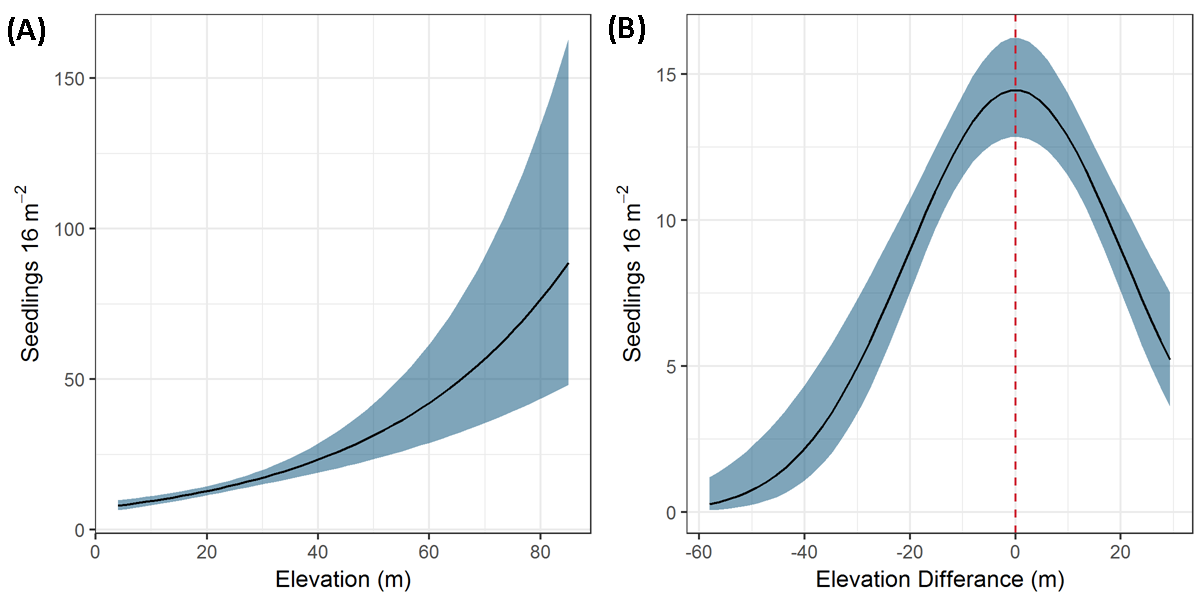 (A)
150
100
50
0
0 20 40 60 80
Elevation (m)
Seedlings 16 m⁻²
(B)
15
10
5
0
-60 -40 -20 0 20
Elevation Differance (m)
Seedlings 16 m⁻²